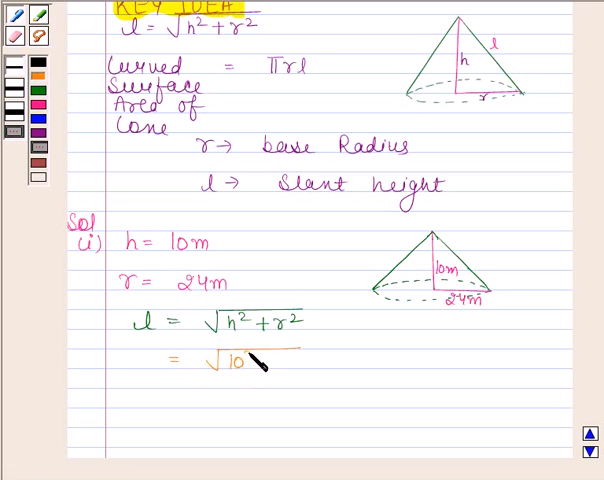 KEY IDEA
l = √h² + r²
Curved = πrl
Surface
Area of
Cone
r → base Radius
l → Slant height
h
l
r
Sol
(i) h = 10m
r = 24m
l = √h² + r²
= √10²
10m
24m